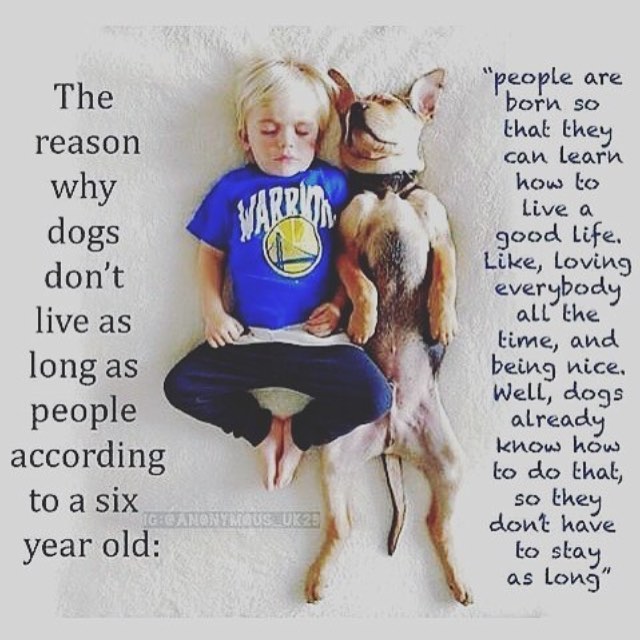 The
reason
why
dogs
don't
live as
long as
people
according
to a six
year old:
"people are
born so
that they
can learn
how to
live a
good life.
Like, loving
everybody
all the
time, and
being nice.
Well, dogs
already
know how
to do that,
so they
don't have
to stay
as long"
WARRIORS
IG:@ANONYMOUS_UK25